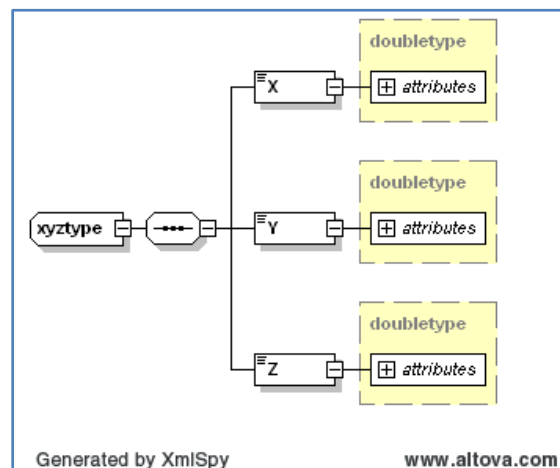 doubletype
X
attributes
doubletype
xyztype
Y
attributes
doubletype
Z
attributes
Generated by XmlSpy
www.altova.com